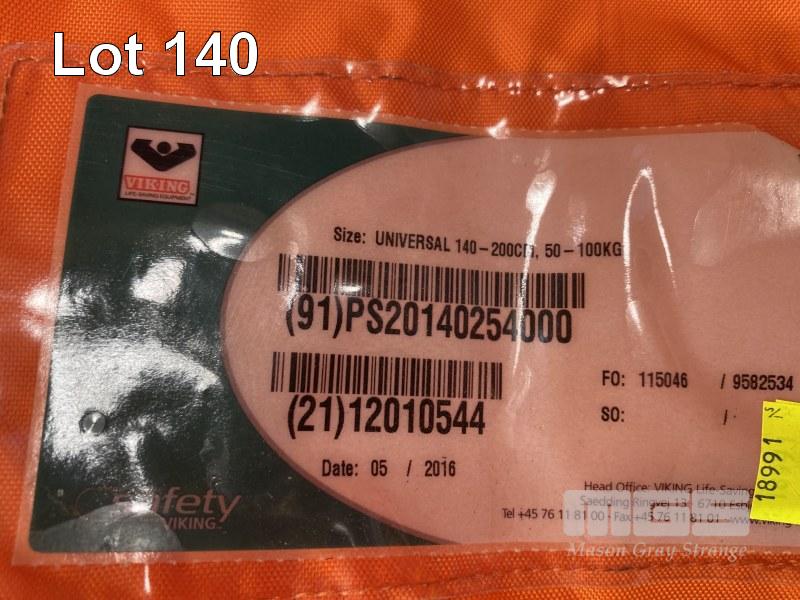 Lot 140
VIKING
LIFE-SAVING EQUIPMENT
Size: UNIVERSAL 140-200CM, 50-100KG
(91)PS20140254000
(21)12010544
FO: 115046 / 9582534
SO: /
Date: 05 / 2016
18991
safety
VIKING
Head Office: VIKING Life-Saving
Saedding Ringvej 13 6710
Tel +45 76 11 81 00 - Fax +45 76 11 81 01 - www.vikin
Mason Gray Strange